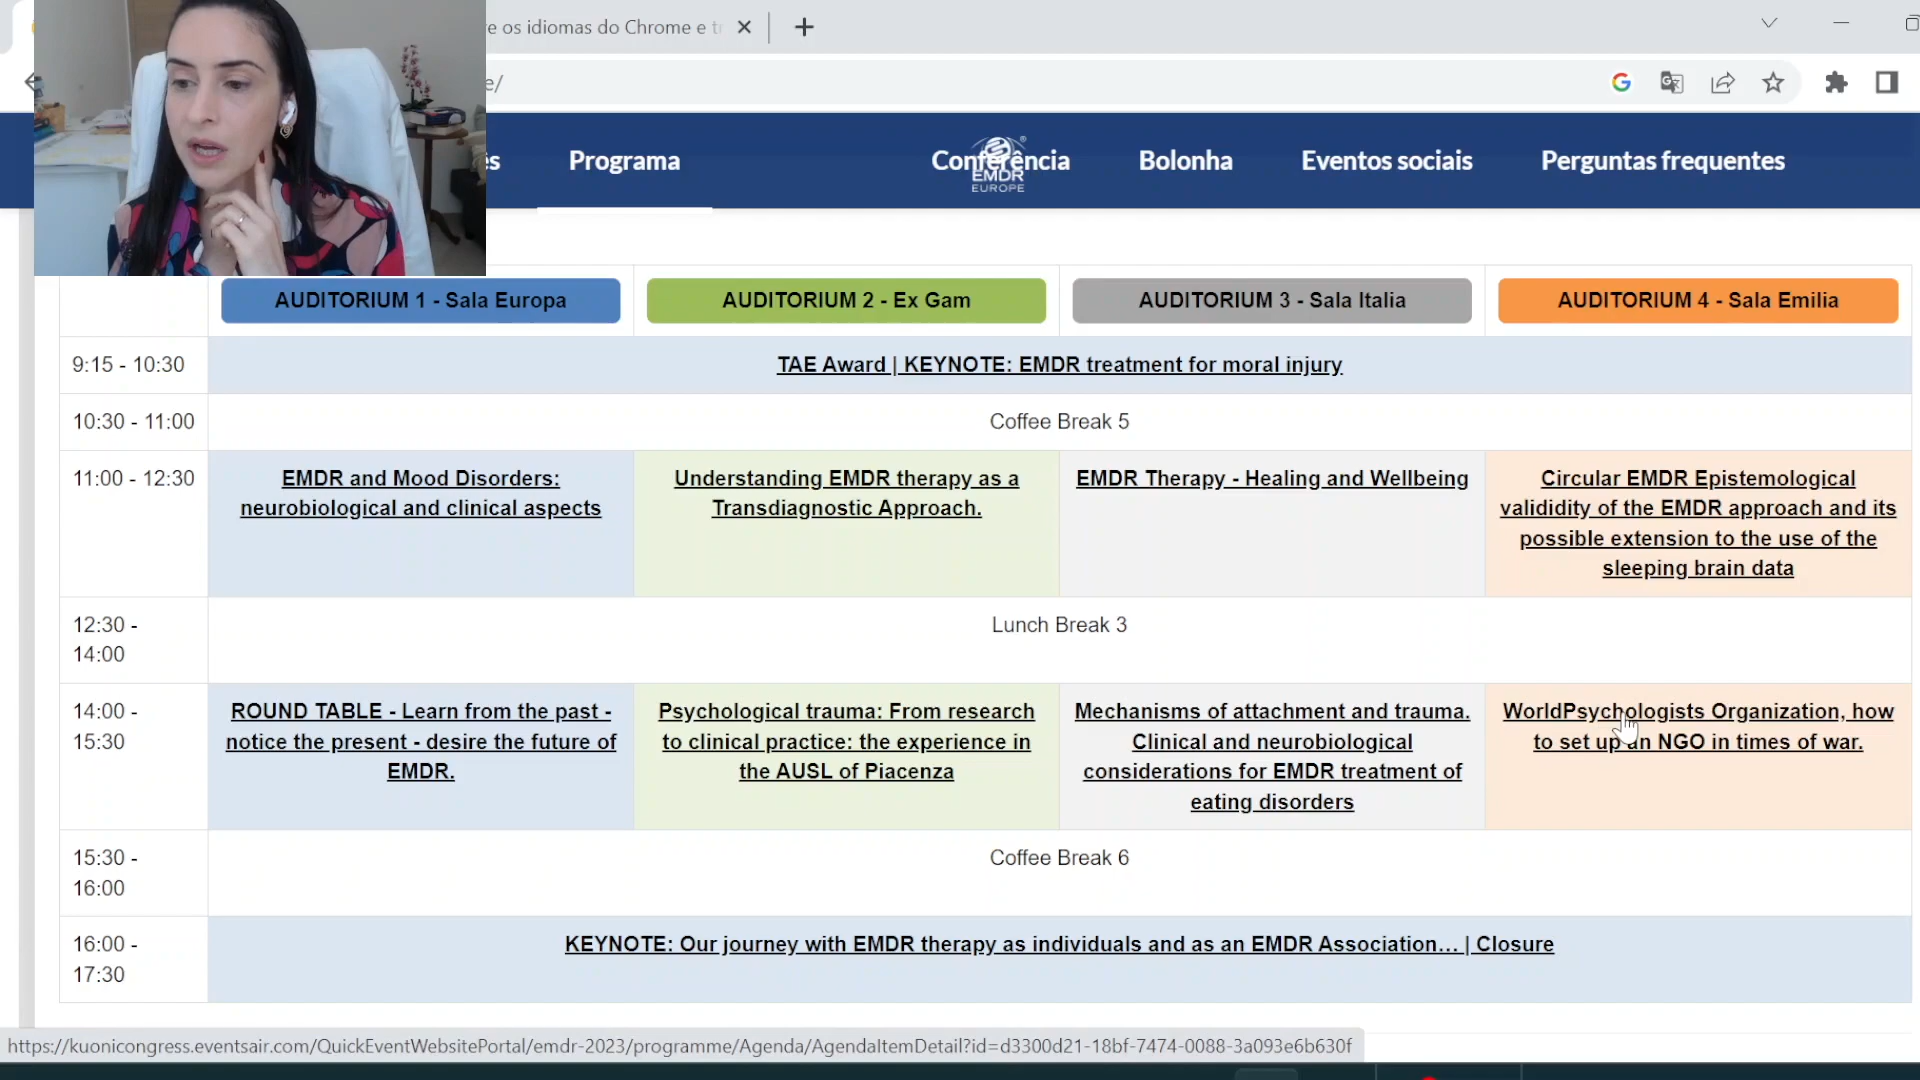 re os idiomas do Chrome e t
e/
s
Programa
Conferência
Bolonha
Eventos sociais
Perguntas frequentes
EMDR
EUROPE
AUDITORIUM 1 - Sala Europa
AUDITORIUM 2 - Ex Gam
AUDITORIUM 3 - Sala Italia
AUDITORIUM 4 - Sala Emilia
9:15 - 10:30
TAE Award | KEYNOTE: EMDR treatment for moral injury
10:30 - 11:00
Coffee Break 5
11:00 - 12:30
EMDR and Mood Disorders:
neurobiological and clinical aspects
Understanding EMDR therapy as a
Transdiagnostic Approach.
EMDR Therapy - Healing and Wellbeing
Circular EMDR Epistemological
valididity of the EMDR approach and its
possible extension to the use of the
sleeping brain data
12:30 -
14:00
Lunch Break 3
14:00 -
15:30
ROUND TABLE - Learn from the past -
notice the present - desire the future of
EMDR.
Psychological trauma: From research
to clinical practice: the experience in
the AUSL of Piacenza
Mechanisms of attachment and trauma.
Clinical and neurobiological
considerations for EMDR treatment of
eating disorders
WorldPsychologists Organization, how
to set up an NGO in times of war.
15:30 -
16:00
Coffee Break 6
16:00 -
17:30
KEYNOTE: Our journey with EMDR therapy as individuals and as an EMDR Association... | Closure
https://kuonicongress.eventsair.com/QuickEventWebsitePortal/emdr-2023/programme/Agenda/AgendaItemDetail?id=d3300d21-18bf-7474-0088-3a093e6b630f